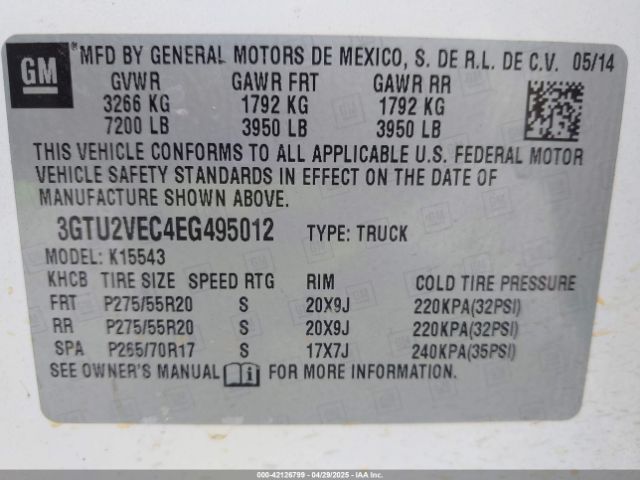 GM
*MFD BY GENERAL MOTORS DE MEXICO, S. DE R.L. DE C.V. 05/14
GVWR GAWR FRT GAWR RR
3266 KG 1792 KG 1792 KG
7200 LB 3950 LB 3950 LB
THIS VEHICLE CONFORMS TO ALL APPLICABLE U.S. FEDERAL MOTOR
VEHICLE SAFETY STANDARDS IN EFFECT ON THE DATE OF
MANUFACTURE SHOWN ABOVE.
3GTU2VEC4EG495012 TYPE: TRUCK
MODEL: K15543
KHCB TIRE SIZE SPEED RTG RIM COLD TIRE PRESSURE
FRT P275/55R20 S 20X9J 220KPA(32PSI)
RR P275/55R20 S 20X9J 220KPA(32PSI)
SPA P265/70R17 S 17X7J 240KPA(35PSI)
SEE OWNER'S MANUAL FOR MORE INFORMATION.
000-42126799 - 04/29/2025 - IAAI.COM